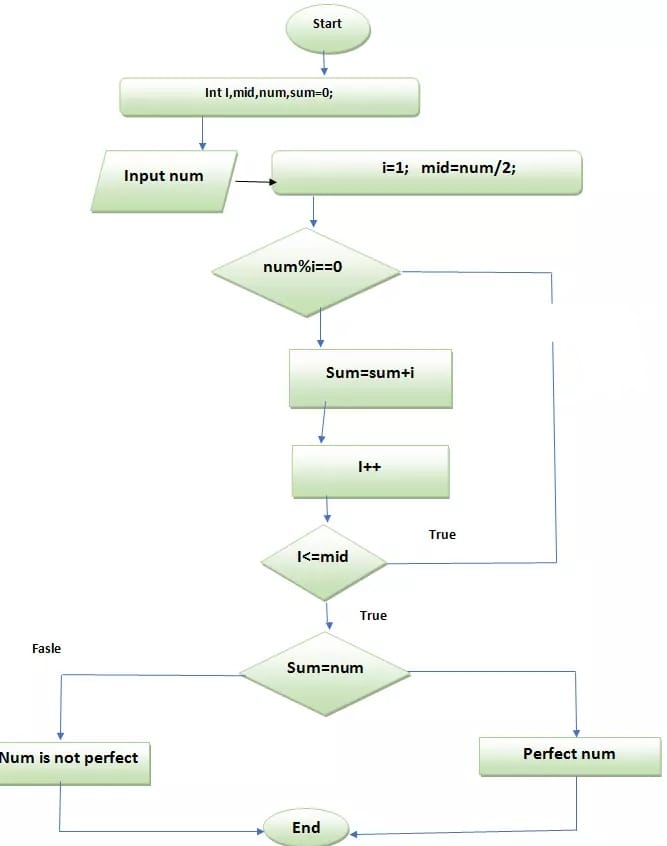 Start
Int I,mid,num,sum=0;
Input num
i=1; mid=num/2;
num%i==0
Sum=sum+i
I++
True
I<=mid
True
Fasle
Sum=num
Num is not perfect
Perfect num
End